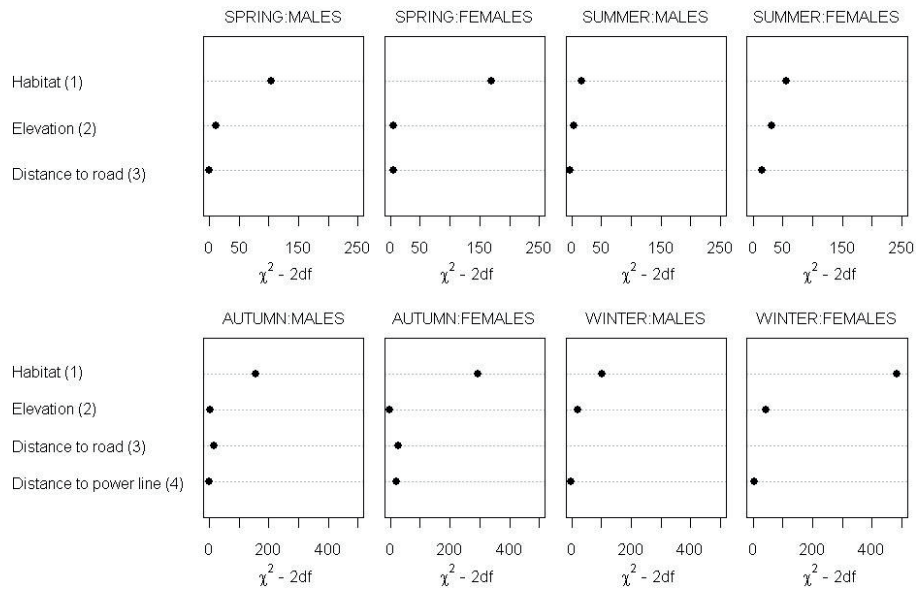 SPRING:MALES SPRING:FEMALES SUMMER:MALES SUMMER:FEMALES
Habitat (1)
Elevation (2)
Distance to road (3)
0 50 150 250 0 50 150 250 0 50 150 250 0 50 150 250
χ² - 2df χ² - 2df χ² - 2df χ² - 2df
AUTUMN:MALES AUTUMN:FEMALES WINTER:MALES WINTER:FEMALES
Habitat (1)
Elevation (2)
Distance to road (3)
Distance to power line (4)
0 200 400 0 200 400 0 200 400 0 200 400
χ² - 2df χ² - 2df χ² - 2df χ² - 2df